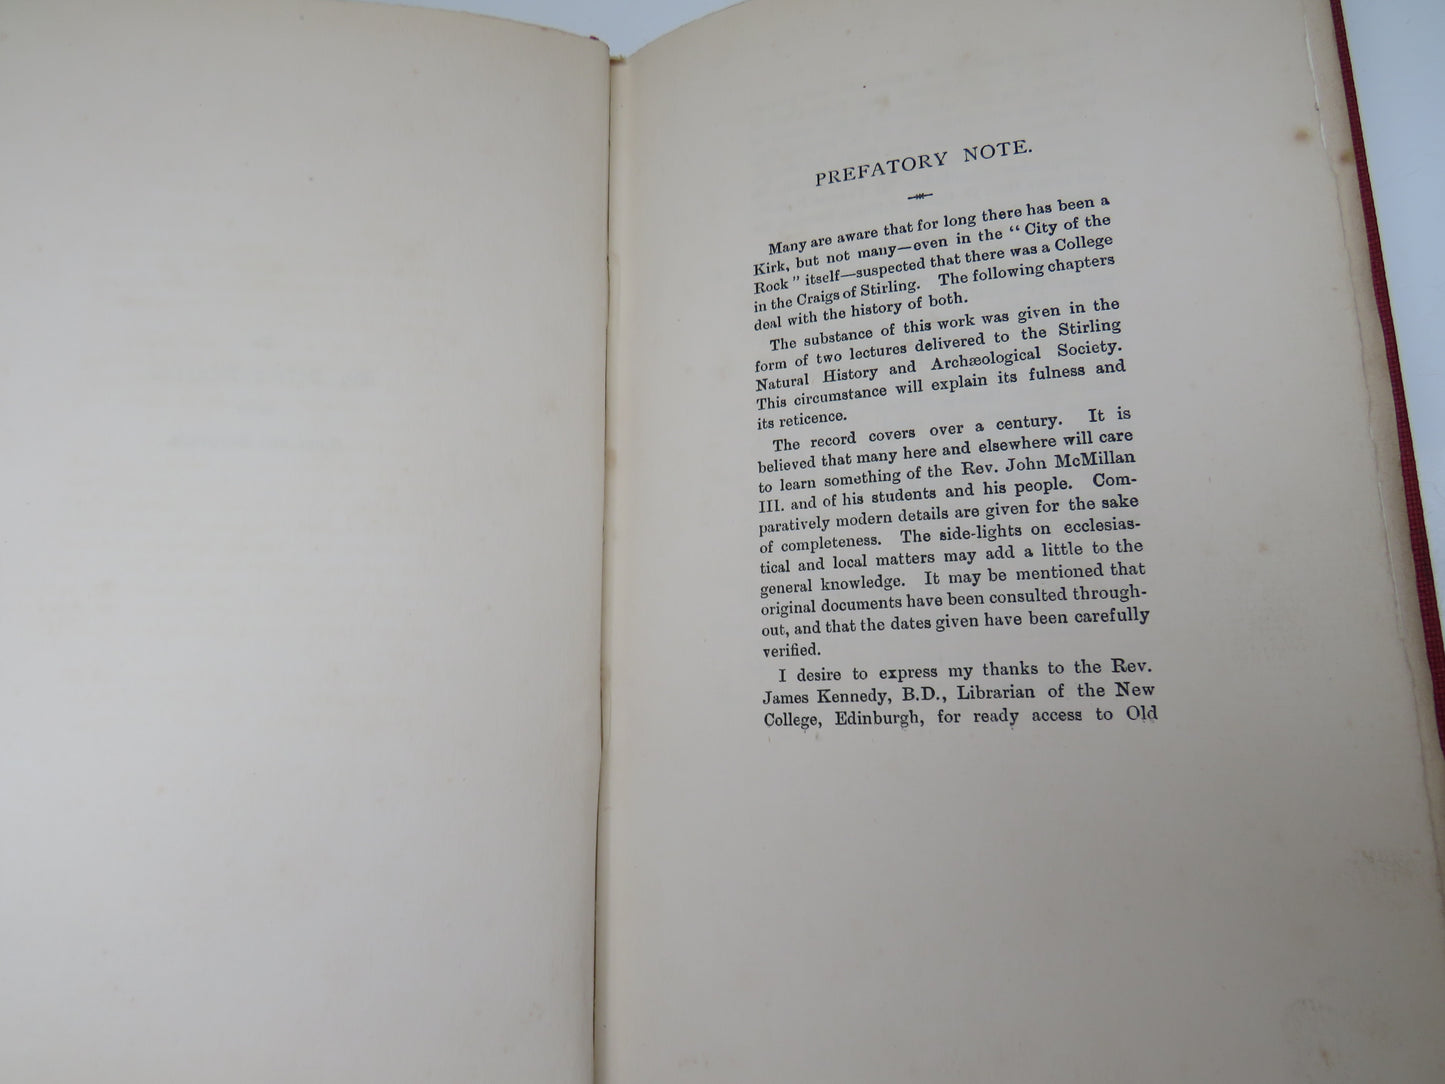 PREFATORY NOTE.
Many are aware that for long there has been a
Kirk, but not many—even in the “ City of the
Rock ” itself—suspected that there was a College
in the Craigs of Stirling. The following chapters
deal with the history of both.
The substance of this work was given in the
form of two lectures delivered to the Stirling
Natural History and Archæological Society.
This circumstance will explain its fulness and
its reticence.
The record covers over a century. It is
believed that many here and elsewhere will care
to learn something of the Rev. John McMillan
III. and of his students and his people. Com-
paratively modern details are given for the sake
of completeness. The side-lights on ecclesias-
tical and local matters may add a little to the
general knowledge. It may be mentioned that
original documents have been consulted through-
out, and that the dates given have been carefully
verified.
I desire to express my thanks to the Rev.
James Kennedy, B.D., Librarian of the New
College, Edinburgh, for ready access to Old